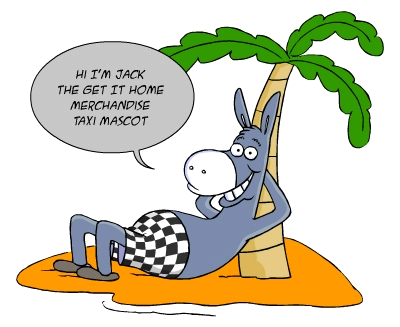 HI I'M JACK
THE GET IT HOME
MERCHANDISE
TAXI MASCOT